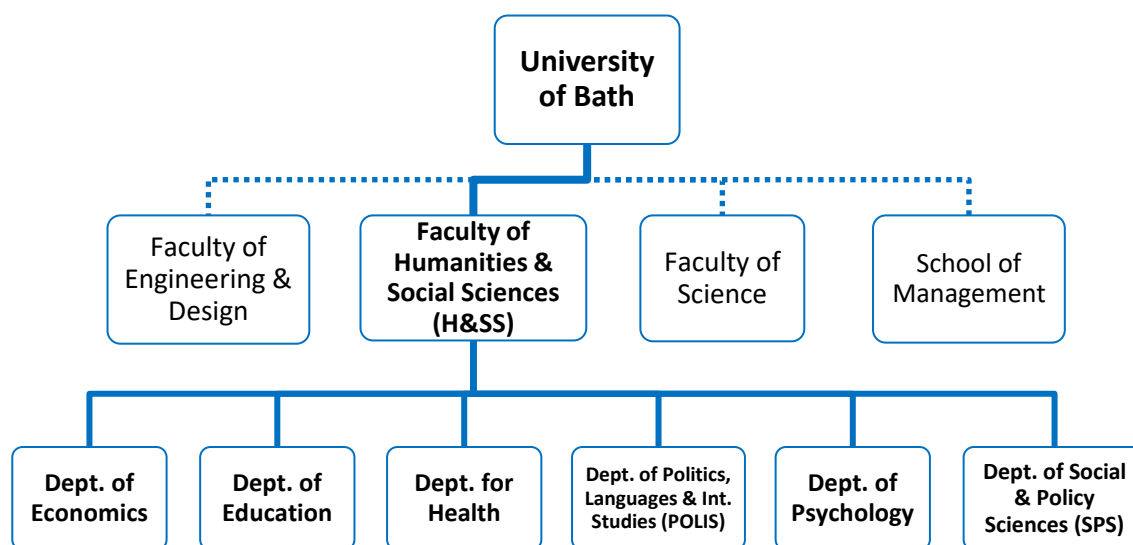 University
of Bath
Faculty of
Engineering &
Design
Faculty of
Humanities &
Social Sciences
(H&SS)
Faculty of
Science
School of
Management
Dept. of
Economics
Dept. of
Education
Dept. for
Health
Dept. of Politics,
Languages & Int.
Studies (POLIS)
Dept. of
Psychology
Dept. of Social
& Policy
Sciences (SPS)